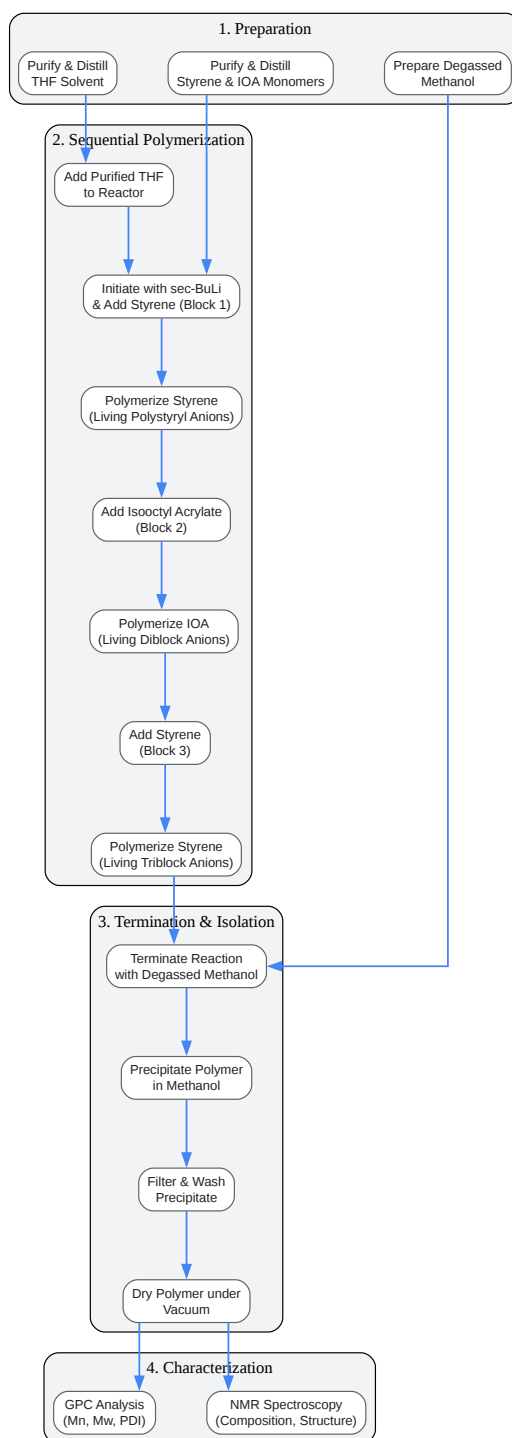 1. Preparation
Purify & Distill
THF Solvent
Purify & Distill
Styrene & IOA Monomers
Prepare Degassed
Methanol
2. Sequential Polymerization
Add Purified THF
to Reactor
Initiate with sec-BuLi
& Add Styrene (Block 1)
Polymerize Styrene
(Living Polystyryl Anions)
Add Isooctyl Acrylate
(Block 2)
Polymerize IOA
(Living Diblock Anions)
Add Styrene
(Block 3)
Polymerize Styrene
(Living Triblock Anions)
3. Termination & Isolation
Terminate Reaction
with Degassed Methanol
Precipitate Polymer
in Methanol
Filter & Wash
Precipitate
Dry Polymer under
Vacuum
4. Characterization
GPC Analysis
(Mn, Mw, PDI)
NMR Spectroscopy
(Composition, Structure)